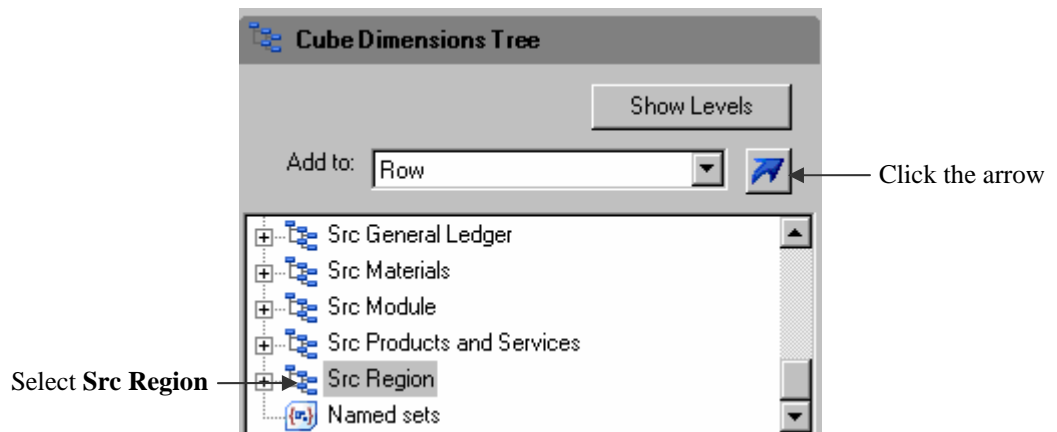 Cube Dimensions Tree
Show Levels
Add to: Row
Click the arrow
Src General Ledger
Src Materials
Src Module
Src Products and Services
Select Src Region
Src Region
Named sets